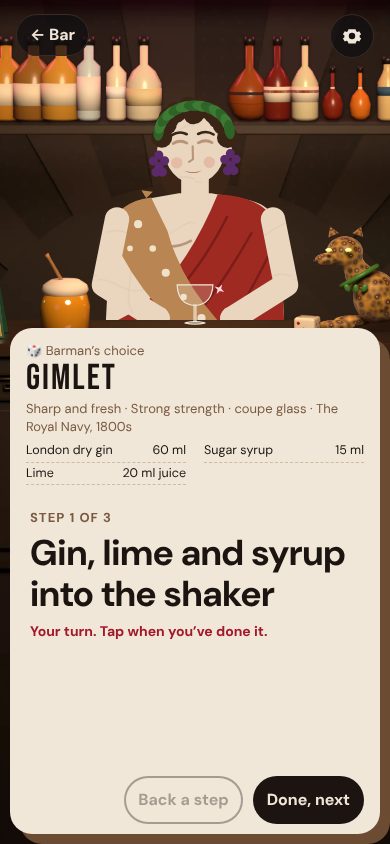 ← Bar
🎲 Barman's choice
GIMLET
Sharp and fresh · Strong strength · coupe glass · The
Royal Navy, 1800s
London dry gin 60 ml Sugar syrup 15 ml
Lime 20 ml juice
STEP 1 OF 3
Gin, lime and syrup
into the shaker
Your turn. Tap when you've done it.
Back a step Done, next